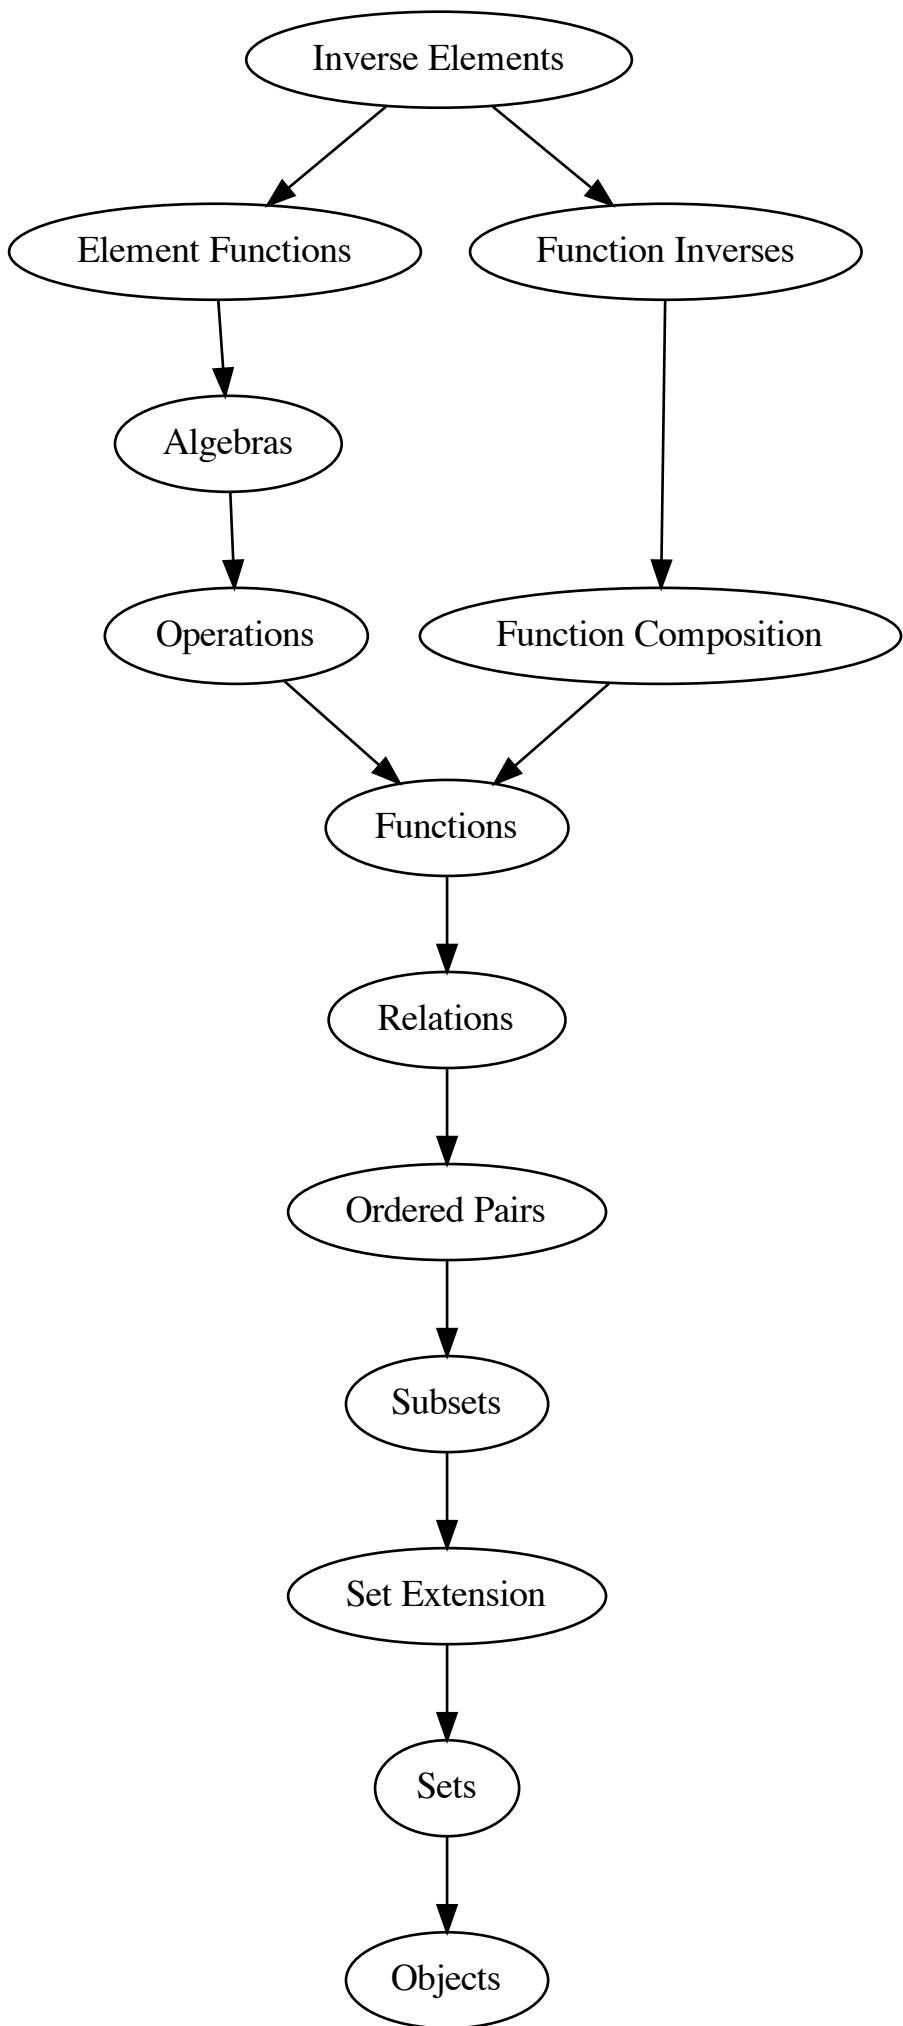 Inverse Elements
Element Functions
Function Inverses
Algebras
Operations
Function Composition
Functions
Relations
Ordered Pairs
Subsets
Set Extension
Sets
Objects